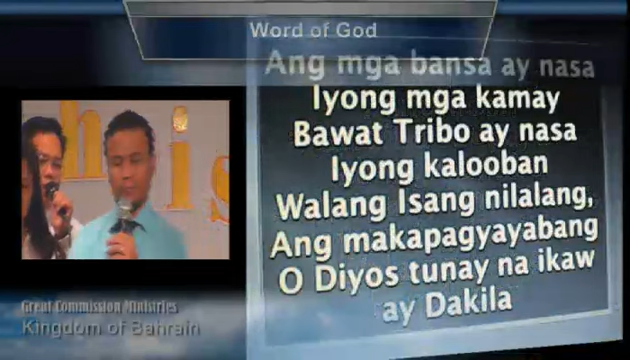 Word of God
Ang mga bansa ay nasa
Iyong mga kamay
Bawat Tribo ay nasa
Iyong kalooban
Walang Isang nilalang,
Ang makapagyayabang
O Diyos tunay na ikaw
ay Dakila
h is
Great Commission Ministries
Kingdom of Bahrain